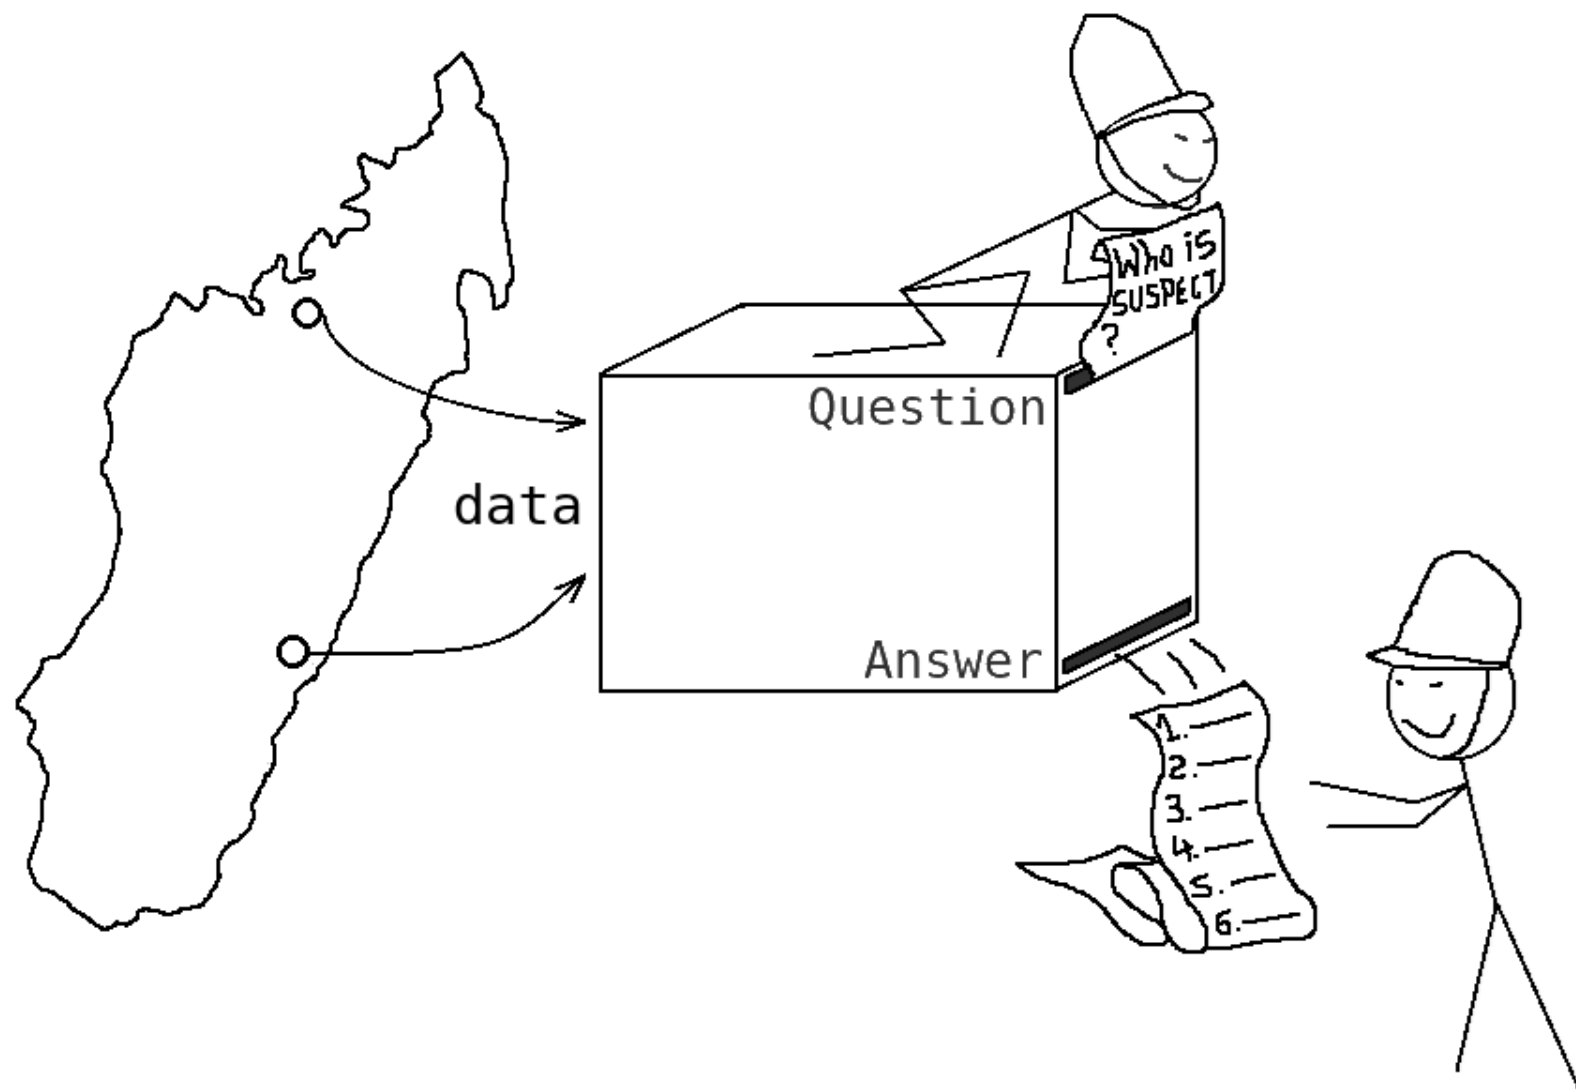 Who is
SUSPECT
?
Question
data
Answer
1.
2.
3.
4.
5.
6.